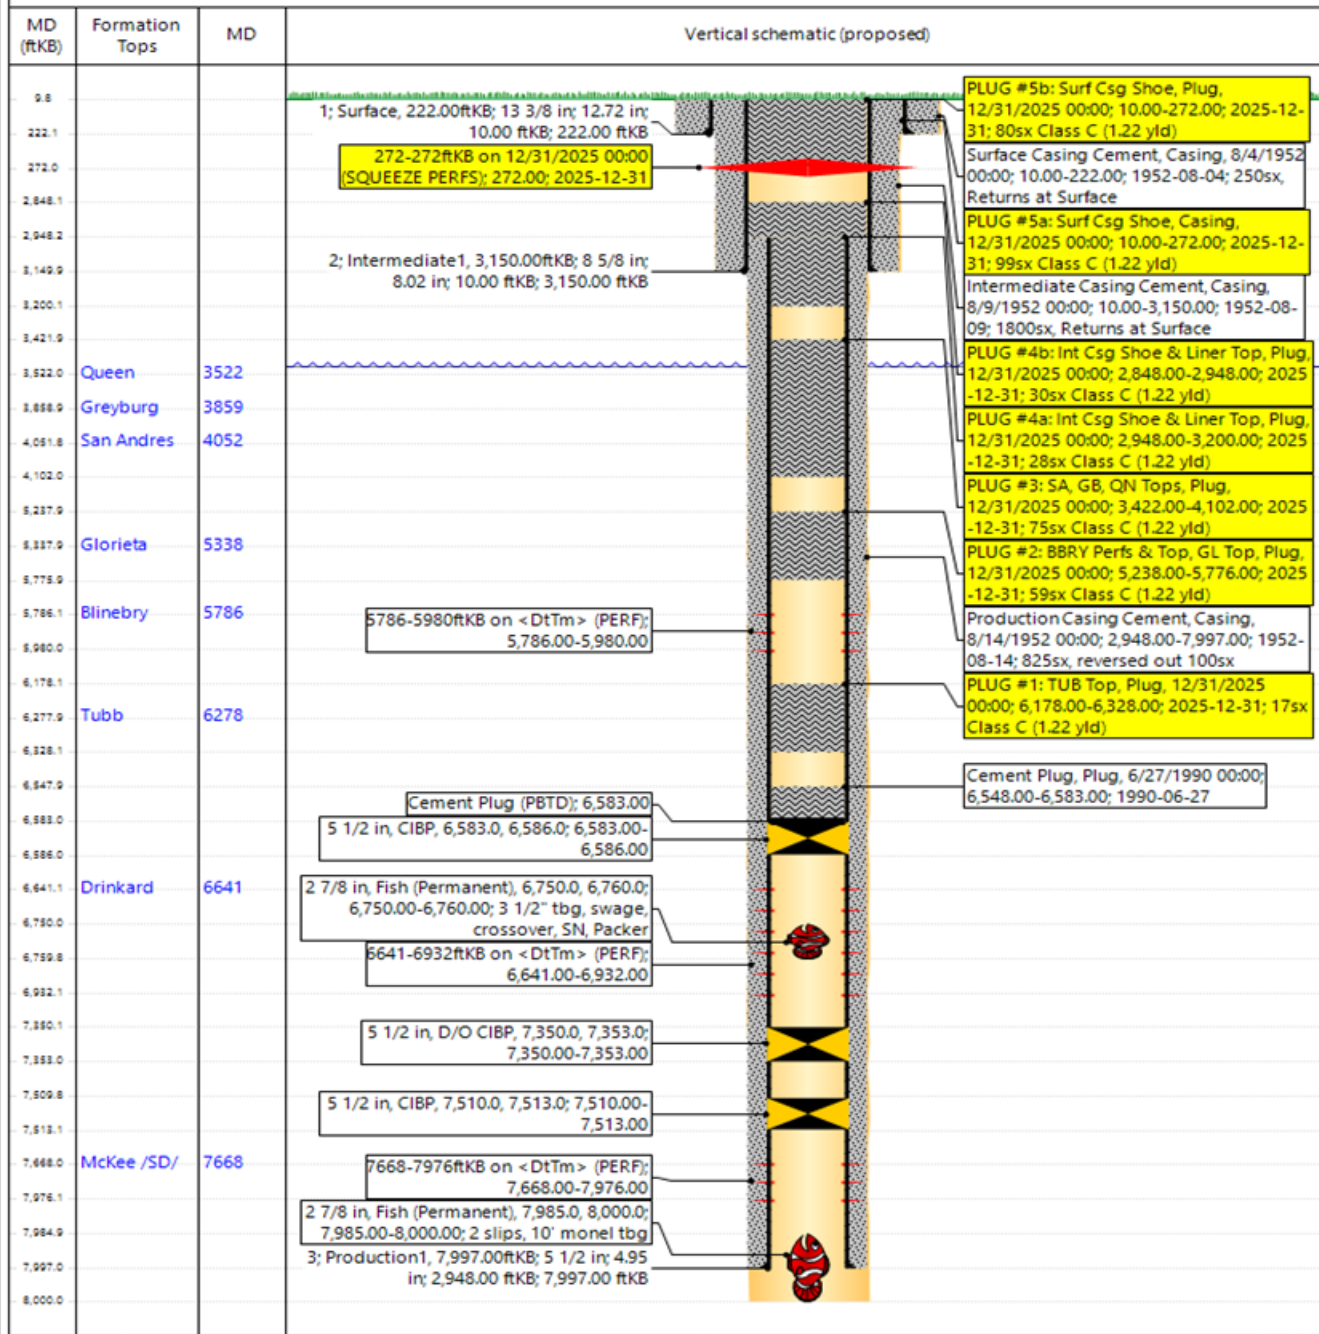 MD
(ftKB)
Formation
Tops
MD
Vertical schematic (proposed)
9.8
222.1
272.0
2,848.1
2,948.2
3,149.9
3,200.1
3,421.9
3,522.0
3,858.9
4,051.8
4,102.0
5,237.9
5,337.9
5,775.9
5,786.1
5,980.0
6,178.1
6,277.9
6,328.1
6,547.9
6,583.0
6,586.0
6,641.1
6,750.0
6,759.8
6,932.1
7,350.1
7,353.0
7,509.8
7,513.1
7,668.0
7,976.1
7,984.9
7,997.0
8,000.0
Queen 3522
Greyburg 3859
San Andres 4052
Glorieta 5338
Blinebry 5786
Tubb 6278
Drinkard 6641
McKee /SD/ 7668
1; Surface, 222.00ftKB; 13 3/8 in; 12.72 in;
10.00 ftKB; 222.00 ftKB
272-272ftKB on 12/31/2025 00:00
(SQUEEZE PERFS); 272.00; 2025-12-31
2; Intermediate1, 3,150.00ftKB; 8 5/8 in;
8.02 in; 10.00 ftKB; 3,150.00 ftKB
5786-5980ftKB on <DtTm> (PERF);
5,786.00-5,980.00
Cement Plug (PBTD); 6,583.00
5 1/2 in, CIBP, 6,583.0, 6,586.0; 6,583.00-
6,586.00
2 7/8 in, Fish (Permanent), 6,750.0, 6,760.0;
6,750.00-6,760.00; 3 1/2" tbg, swage,
crossover, SN, Packer
6641-6932ftKB on <DtTm> (PERF);
6,641.00-6,932.00
5 1/2 in, D/O CIBP, 7,350.0, 7,353.0;
7,350.00-7,353.00
5 1/2 in, CIBP, 7,510.0, 7,513.0; 7,510.00-
7,513.00
7668-7976ftKB on <DtTm> (PERF);
7,668.00-7,976.00
2 7/8 in, Fish (Permanent), 7,985.0, 8,000.0;
7,985.00-8,000.00; 2 slips, 10' monel tbg
3; Production1, 7,997.00ftKB; 5 1/2 in; 4.95
in; 2,948.00 ftKB; 7,997.00 ftKB
PLUG #5b: Surf Csg Shoe, Plug,
12/31/2025 00:00; 10.00-272.00; 2025-12-
31; 80sx Class C (1.22 yld)
Surface Casing Cement, Casing, 8/4/1952
00:00; 10.00-222.00; 1952-08-04; 250sx,
Returns at Surface
PLUG #5a: Surf Csg Shoe, Casing,
12/31/2025 00:00; 10.00-272.00; 2025-12-
31; 99sx Class C (1.22 yld)
Intermediate Casing Cement, Casing,
8/9/1952 00:00; 10.00-3,150.00; 1952-08-
09; 1800sx, Returns at Surface
PLUG #4b: Int Csg Shoe & Liner Top, Plug,
12/31/2025 00:00; 2,848.00-2,948.00; 2025
-12-31; 30sx Class C (1.22 yld)
PLUG #4a: Int Csg Shoe & Liner Top, Plug,
12/31/2025 00:00; 2,948.00-3,200.00; 2025
-12-31; 28sx Class C (1.22 yld)
PLUG #3: SA, GB, QN Tops, Plug,
12/31/2025 00:00; 3,422.00-4,102.00; 2025
-12-31; 75sx Class C (1.22 yld)
PLUG #2: BBRY Perfs & Top, GL Top, Plug,
12/31/2025 00:00; 5,238.00-5,776.00; 2025
-12-31; 59sx Class C (1.22 yld)
Production Casing Cement, Casing,
8/14/1952 00:00; 2,948.00-7,997.00; 1952-
08-14; 825sx, reversed out 100sx
PLUG #1: TUB Top, Plug, 12/31/2025
00:00; 6,178.00-6,328.00; 2025-12-31; 17sx
Class C (1.22 yld)
Cement Plug, Plug, 6/27/1990 00:00;
6,548.00-6,583.00; 1990-06-27